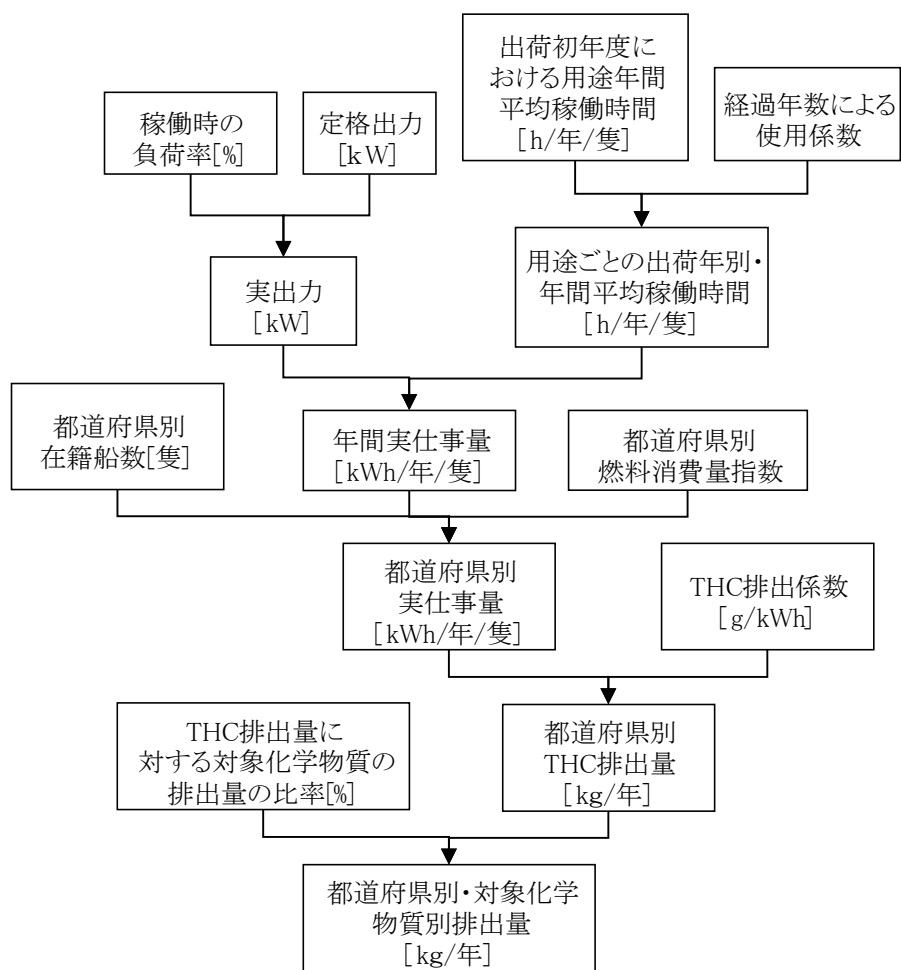 稼働時の
負荷率[%]
定格出力
[kW]
出荷初年度に
おける用途年間
平均稼働時間
[h/年/隻]
経過年数による
使用係数
実出力
[kW]
用途ごとの出荷年別・
年間平均稼働時間
[h/年/隻]
都道府県別
在籍船数[隻]
年間実仕事量
[kWh/年/隻]
都道府県別
燃料消費量指数
都道府県別
実仕事量
[kWh/年/隻]
THC排出係数
[g/kWh]
THC排出量に
対する対象化学物質の
排出量の比率[%]
都道府県別
THC排出量
[kg/年]
都道府県別・対象化学
物質別排出量
[kg/年]